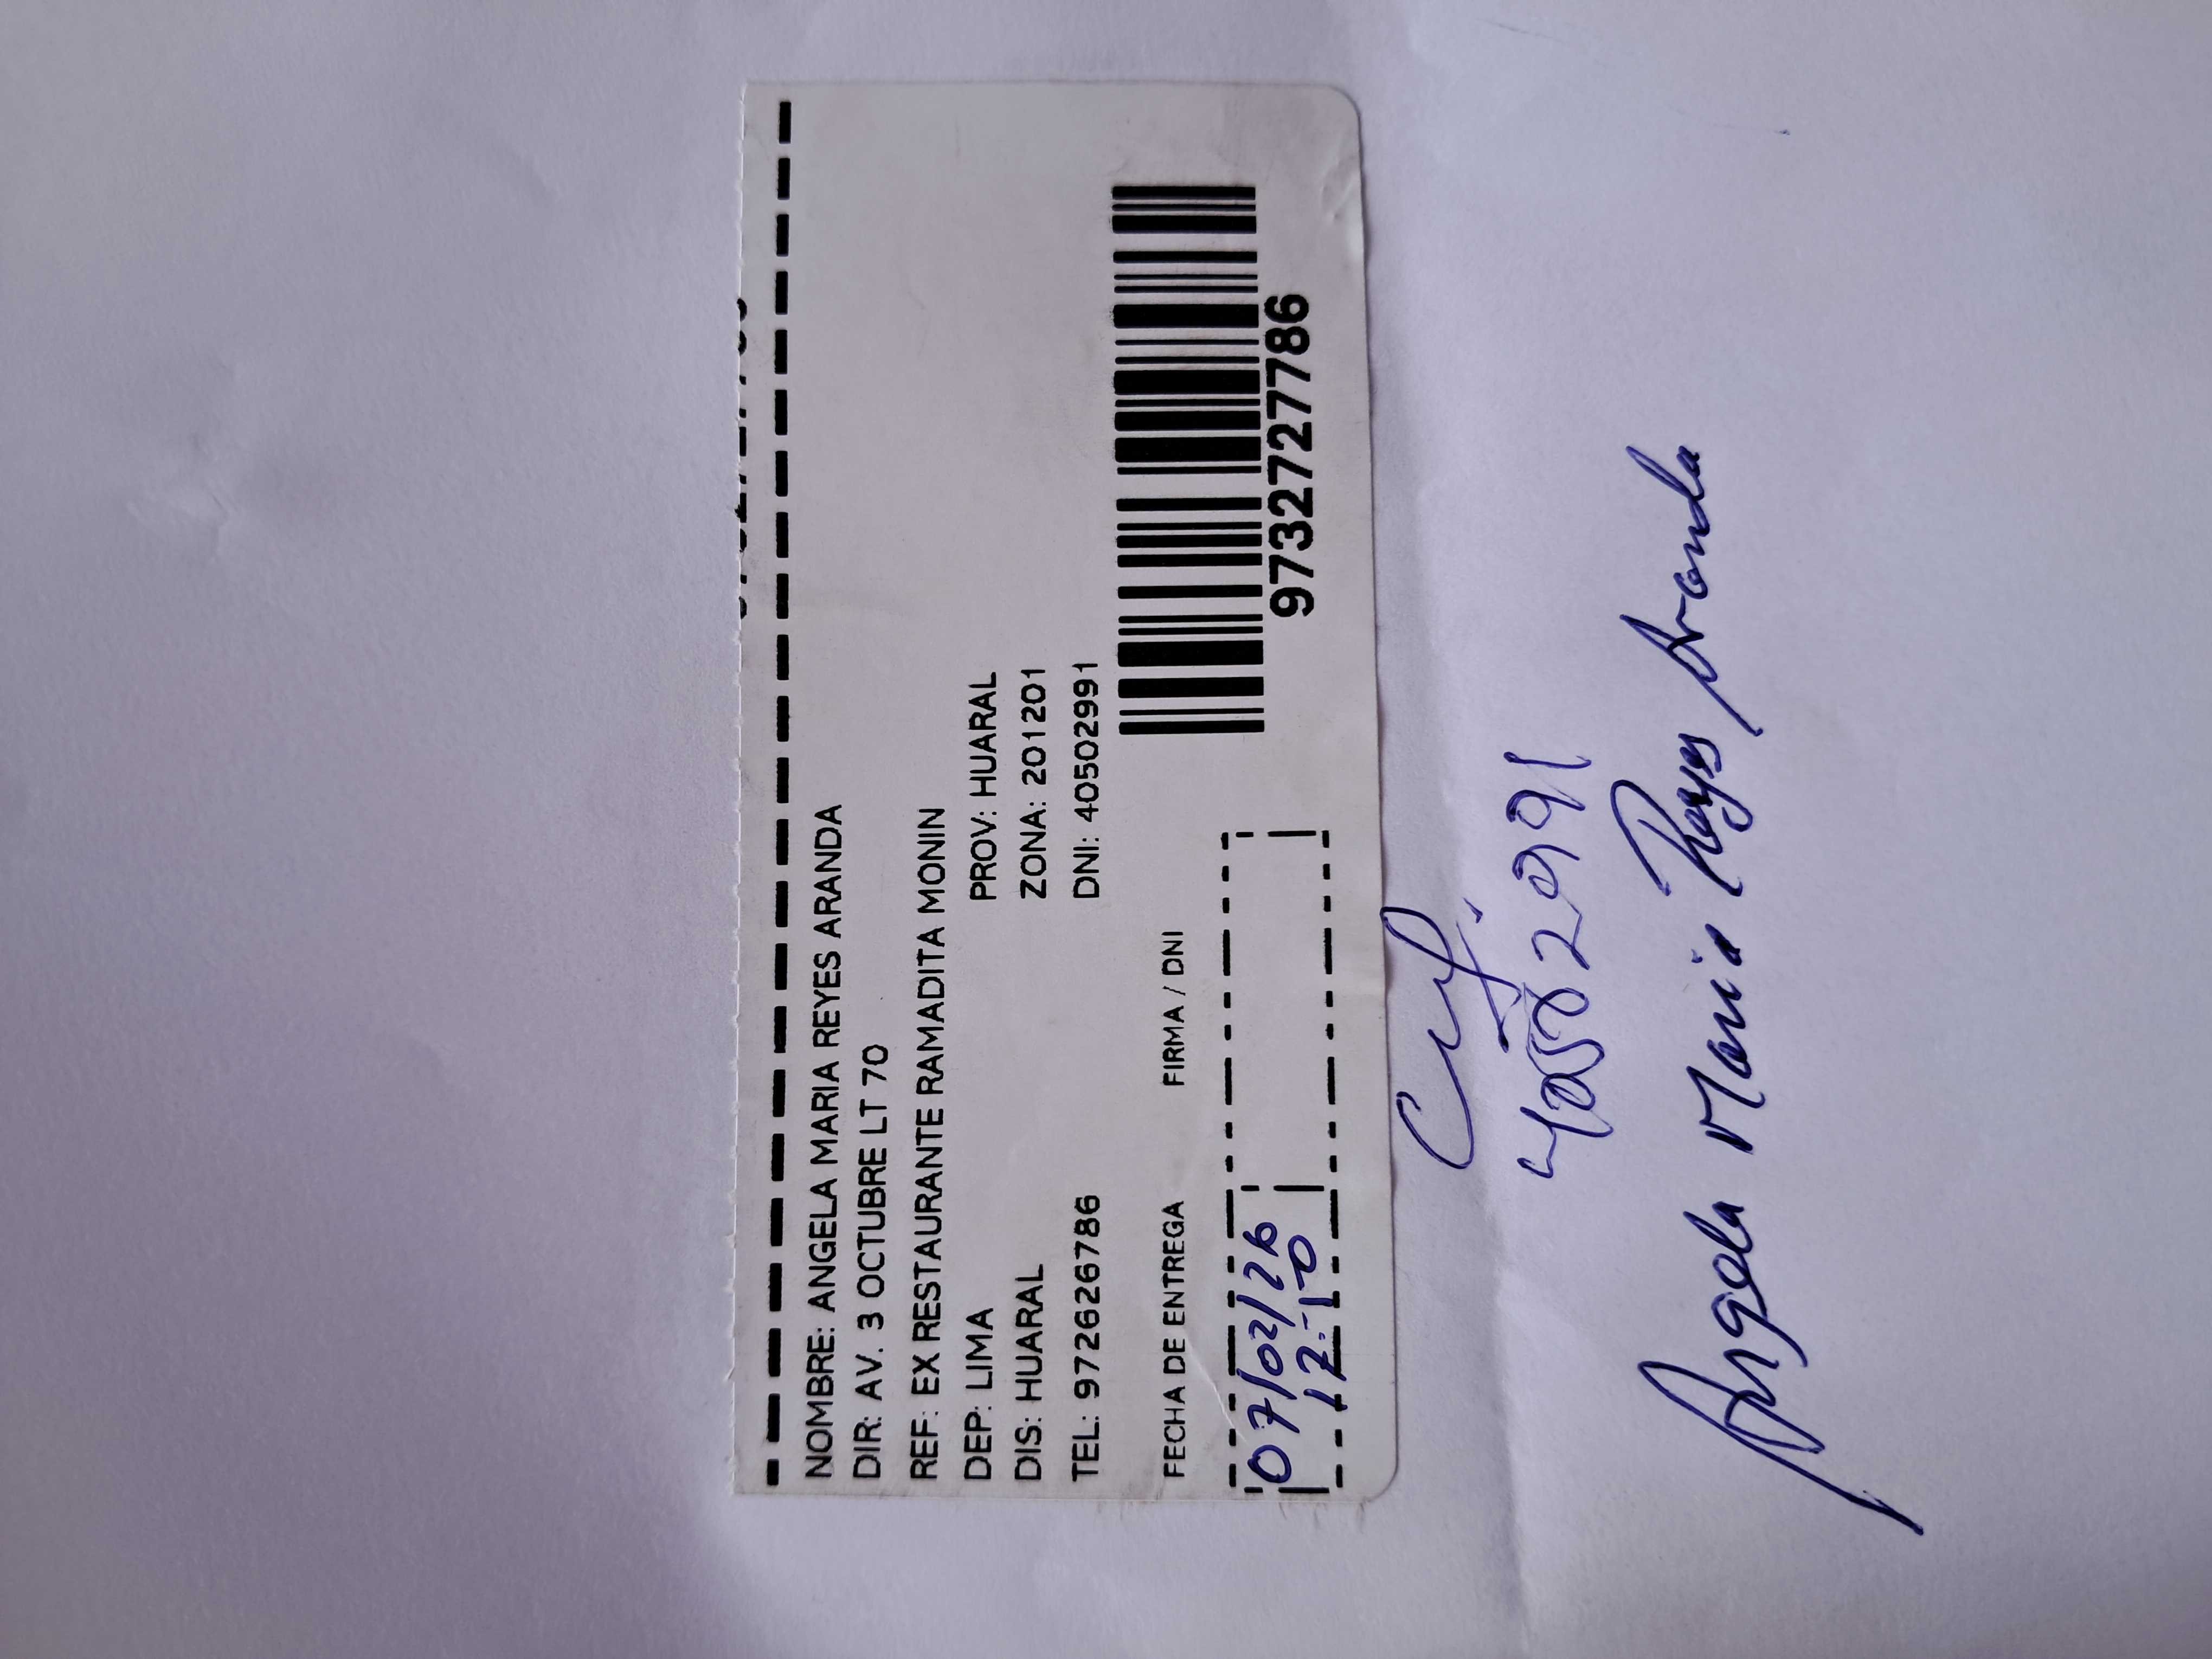 NOMBRE: ANGELA MARIA REYES ARANDA
DIR: AV. 3 OCTUBRE LT 70
REF: EX RESTAURANTE RAMADITA MONIN
DEP: LIMA PROV: HUARAL
DIS: HUARAL ZONA: 201201
TEL: 972626786 DNI: 40502991
FECHA DE ENTREGA FIRMA / DNI
07/02/26
12:10
97327277786
40502991
Angela Maria Reyes Aranda